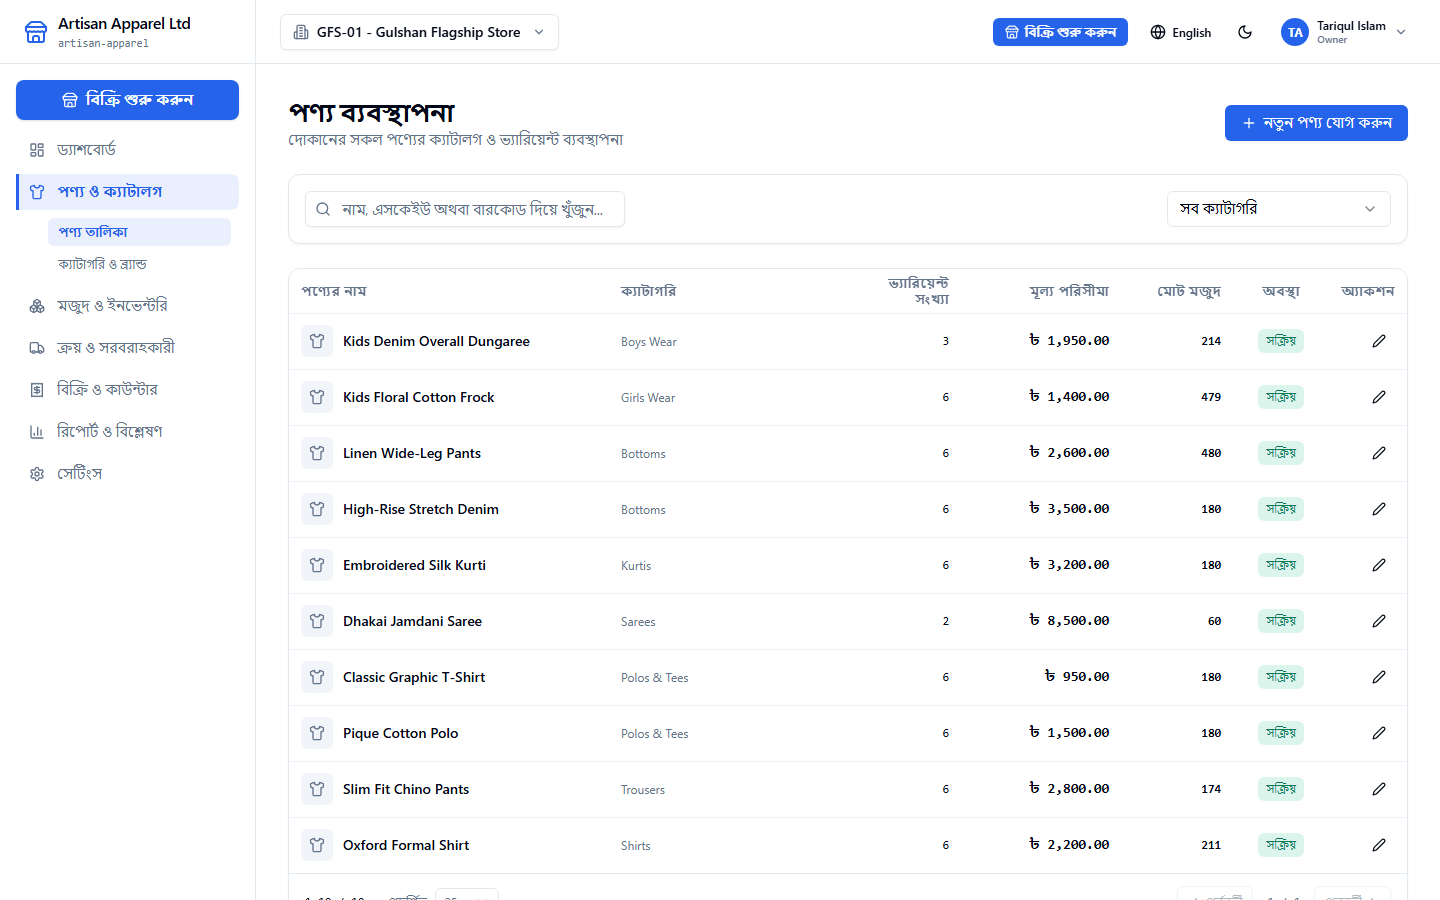 Artisan Apparel Ltd
artisan-apparel
GFS-01 - Gulshan Flagship Store
বিক্রি শুরু করুন
English
TA
Tariqul Islam
Owner
বিক্রি শুরু করুন
ড্যাশবোর্ড
পণ্য ও ক্যাটালগ
পণ্য তালিকা
ক্যাটাগরি ও ব্র্যান্ড
মজুদ ও ইনভেন্টরি
ক্রয় ও সরবরাহকারী
বিক্রি ও কাউন্টার
রিপোর্ট ও বিশ্লেষণ
সেটিংস
পণ্য ব্যবস্থাপনা
দোকানের সকল পণ্যের ক্যাটালগ ও ভ্যারিয়েন্ট ব্যবস্থাপনা
নতুন পণ্য যোগ করুন
নাম, এসকেইউ অথবা বারকোড দিয়ে খুঁজুন...
সব ক্যাটাগরি
পণ্যের নাম ক্যাটাগরি ভ্যারিয়েন্ট সংখ্যা মূল্য পরিসীমা মোট মজুদ অবস্থা অ্যাকশন
Kids Denim Overall Dungaree Boys Wear 3 ৳ 1,950.00 214 সক্রিয়
Kids Floral Cotton Frock Girls Wear 6 ৳ 1,400.00 479 সক্রিয়
Linen Wide-Leg Pants Bottoms 6 ৳ 2,600.00 480 সক্রিয়
High-Rise Stretch Denim Bottoms 6 ৳ 3,500.00 180 সক্রিয়
Embroidered Silk Kurti Kurtis 6 ৳ 3,200.00 180 সক্রিয়
Dhakai Jamdani Saree Sarees 2 ৳ 8,500.00 60 সক্রিয়
Classic Graphic T-Shirt Polos & Tees 6 ৳ 950.00 180 সক্রিয়
Pique Cotton Polo Polos & Tees 6 ৳ 1,500.00 180 সক্রিয়
Slim Fit Chino Pants Trousers 6 ৳ 2,800.00 174 সক্রিয়
Oxford Formal Shirt Shirts 6 ৳ 2,200.00 211 সক্রিয়